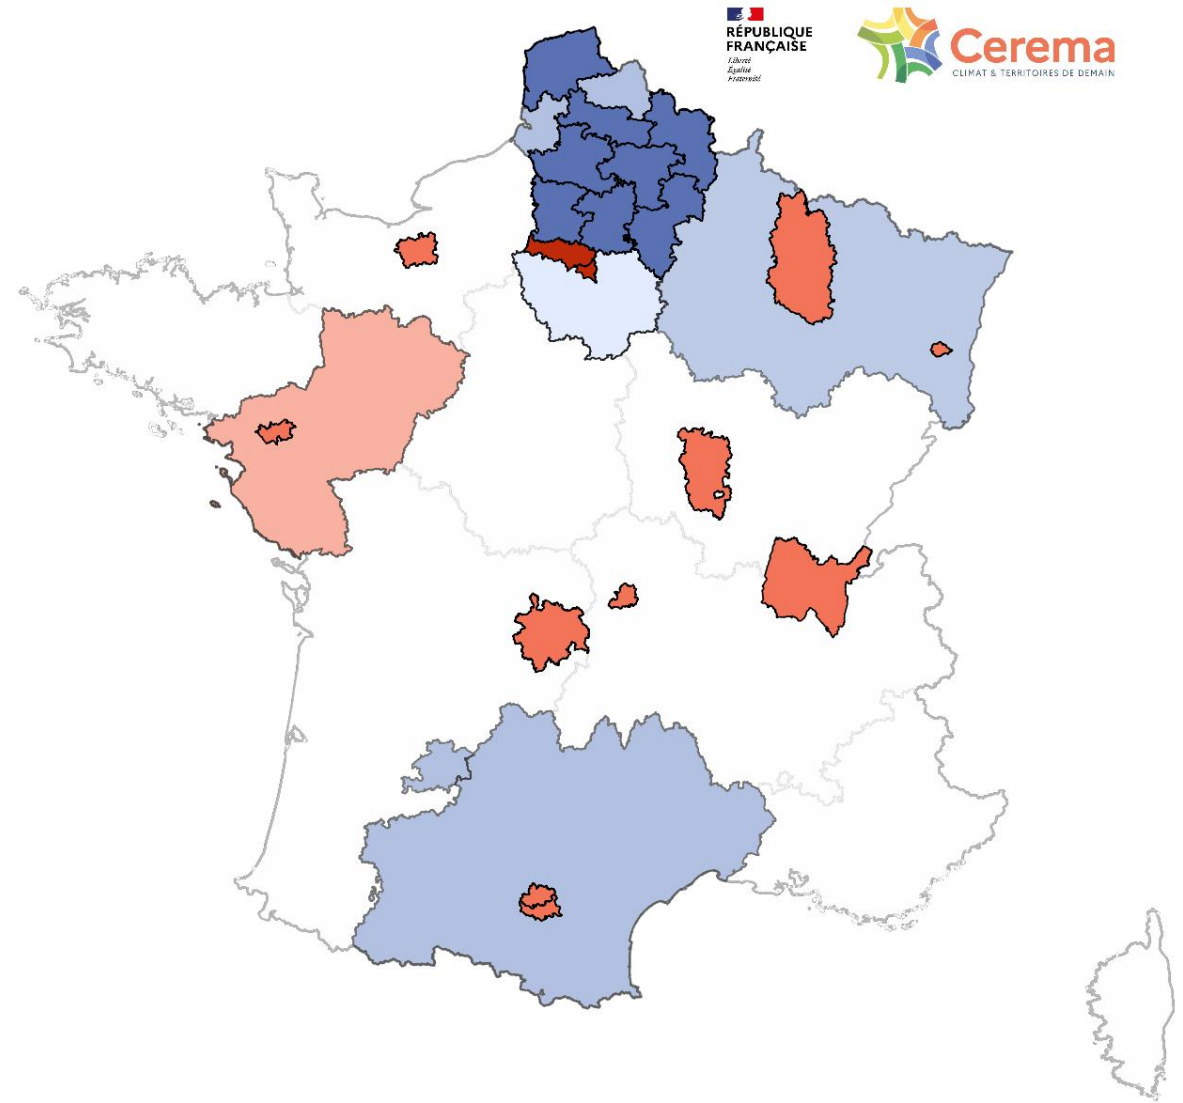 RÉPUBLIQUE
FRANÇAISE
Liberté
Égalité
Fraternité
Cerema
CLIMAT & TERRITOIRES DE DEMAIN